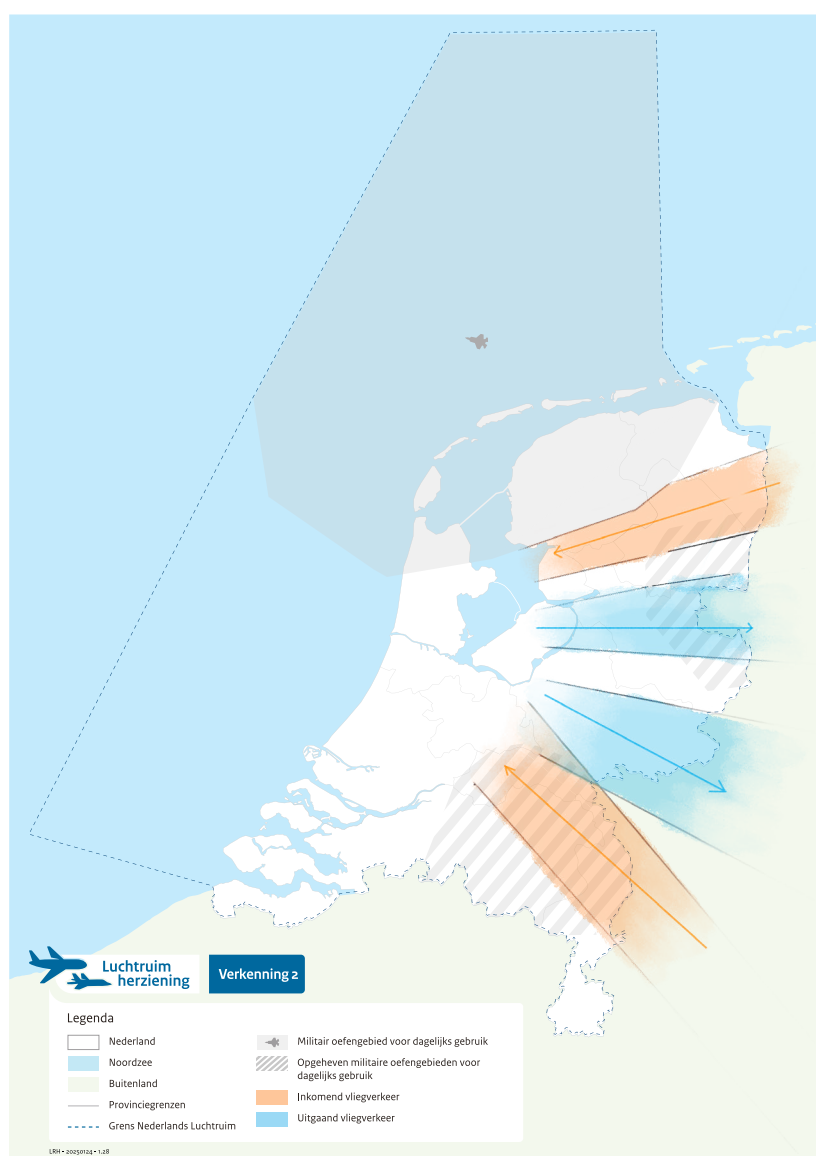 Luchtruim
herziening
Verkenning 2
Legenda
Nederland
Noordzee
Buitenland
Provinciegrenzen
Grens Nederlands Luchtruim
Militair oefengebied voor dagelijks gebruik
Opgeheven militaire oefengebieden voor
dagelijks gebruik
Inkomend vliegverkeer
Uitgaand vliegverkeer
LRH • 20250124 • 1.28